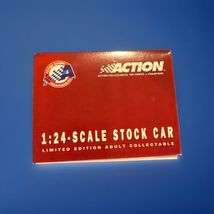 A
ACTION
1:24-SCALE STOCK CAR
LIMITED EDITION ADULT COLLECTABLE